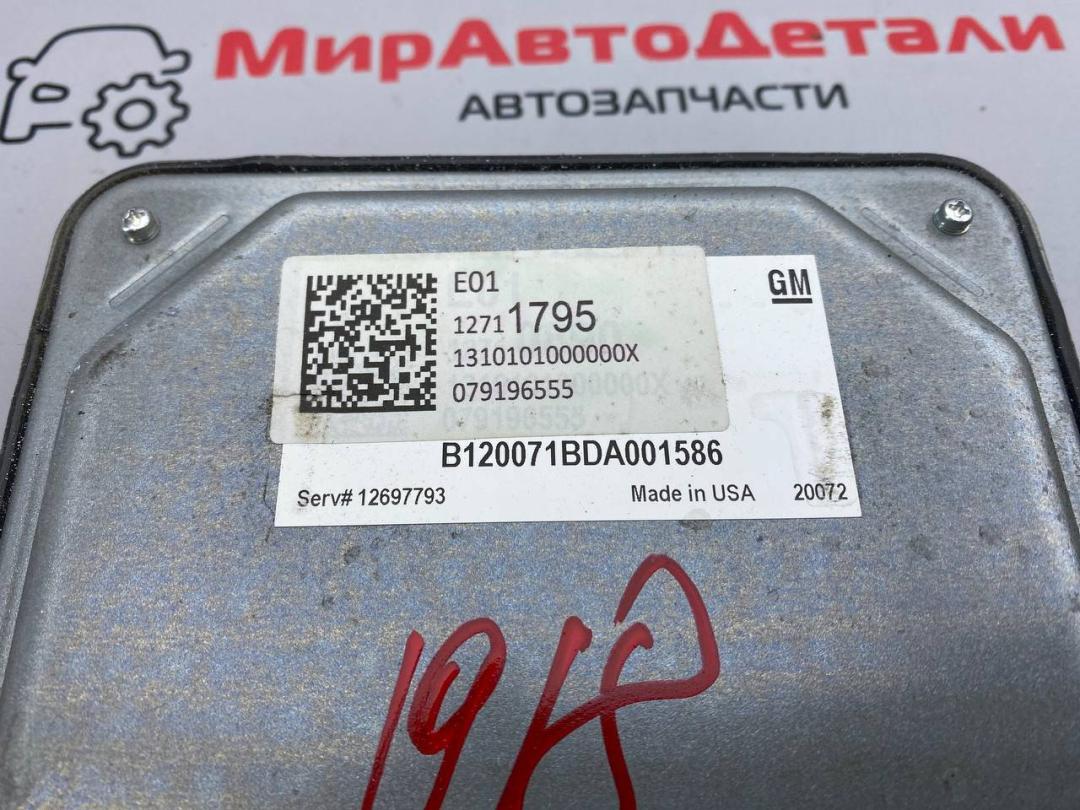 МирАвтоДетали
АВТОЗАПЧАСТИ
E01
GM
12711795
1310101000000X
079196555
B120071BDA001586
Serv# 12697793 Made in USA 20072